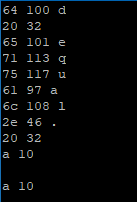 64 100 d
20 32
65 101 e
71 113 q
75 117 u
61 97 a
6c 108 l
2e 46 .
20 32
a 10

a 10